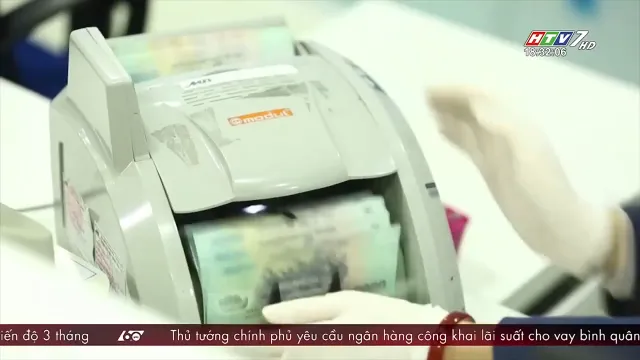 HTV7 HD
18:32:06
modul
iến độ 3 tháng 60 Thủ tướng chính phủ yêu cầu ngân hàng công khai lãi suất cho vay bình quân